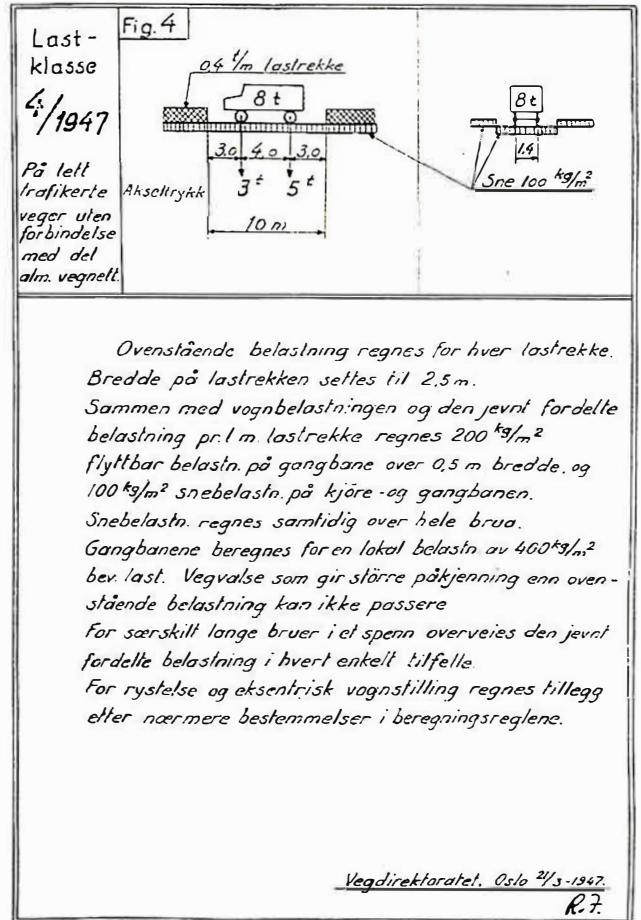 Last-
klasse
4/1947
På lett
trafikerte
veger uten
forbindelse
med det
alm. vegnett.
Fig. 4
0,4 t/m lastrekke
8 t
3,0 4,0 3,0
Akseltrykk 3 t 5 t
10 m
8 t
1,4
Sne 100 kg/m²
Ovenstående belastning regnes for hver lastrekke.
Bredde på lastrekken settes til 2,5 m.
Sammen med vognbelastningen og den jevnt fordelte
belastning pr. l m. lastrekke regnes 200 kg/m²
flyttbar belastn. på gangbane over 0,5 m bredde, og
100 kg/m² snebelastn. på kjöre- og gangbanen.
Snebelastn. regnes samtidig over hele brua.
Gangbanene beregnes for en lokal belastn av 400 kg/m²
bev. last. Vegvalse som gir större påkjenning enn oven-
stående belastning kan ikke passere
For særskilt lange bruer i et spenn overveies den jevnt
fordelte belastning i hvert enkelt tilfelle.
For rystelse og eksentrisk vognstilling regnes tillegg
etter nærmere bestemmelser i beregningsreglene.
Vegdirektoratet, Oslo 21/3-1947.
R.F.